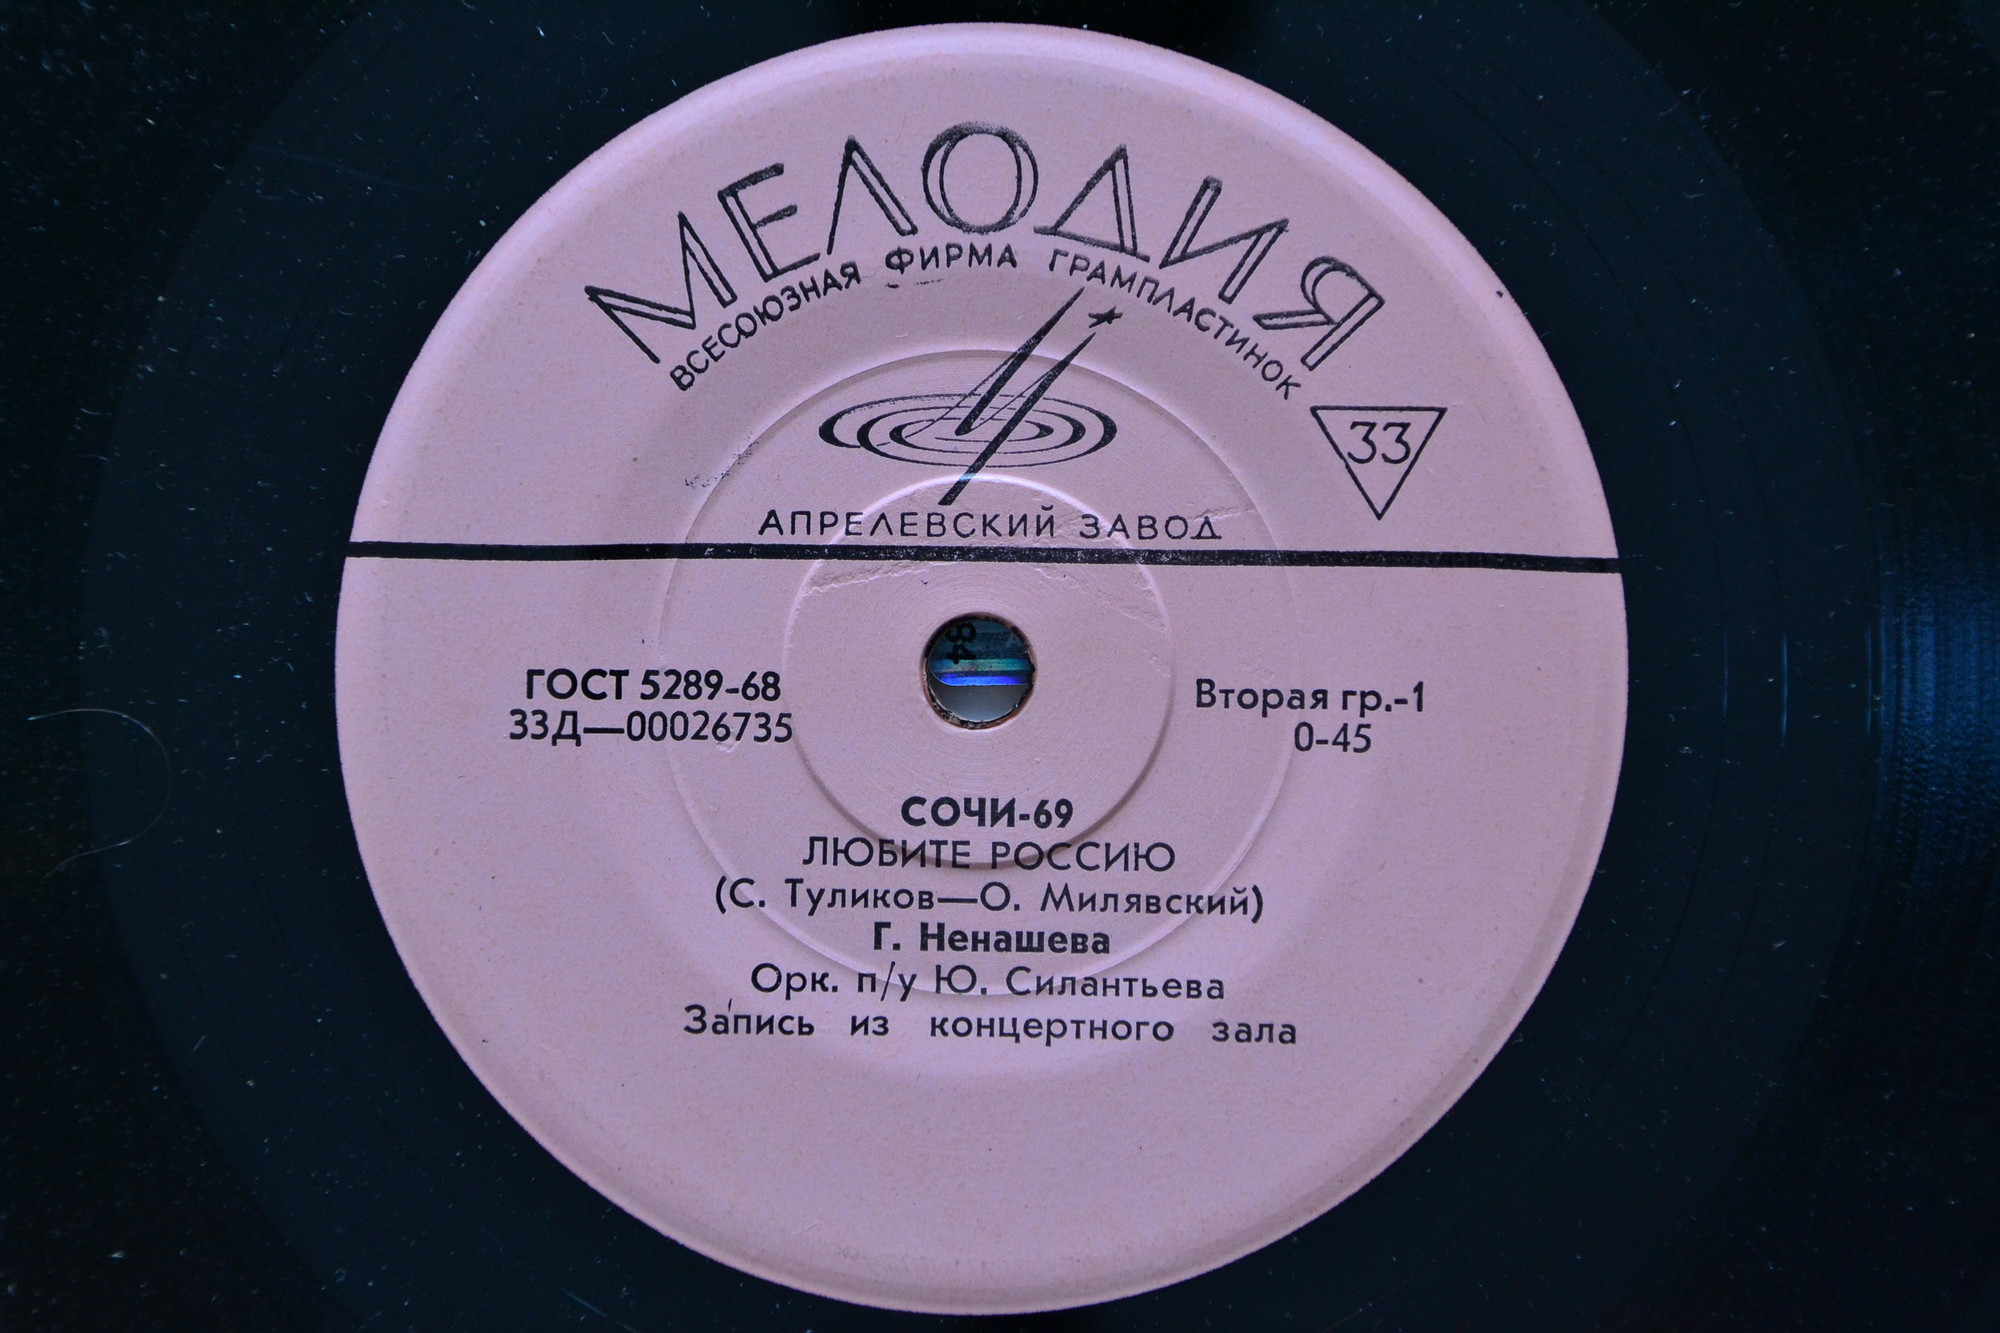 МЕЛОДИЯ
ВСЕСОЮЗНАЯ ФИРМА ГРАМПЛАСТИНОК
33
АПРЕЛЕВСКИЙ ЗАВОД
84
ГОСТ 5289-68
33Д—00026735
Вторая гр.-1
0-45
СОЧИ-69
ЛЮБИТЕ РОССИЮ
(С. Туликов—О. Милявский)
Г. Ненашева
Орк. п/у Ю. Силантьева
Запись из концертного зала